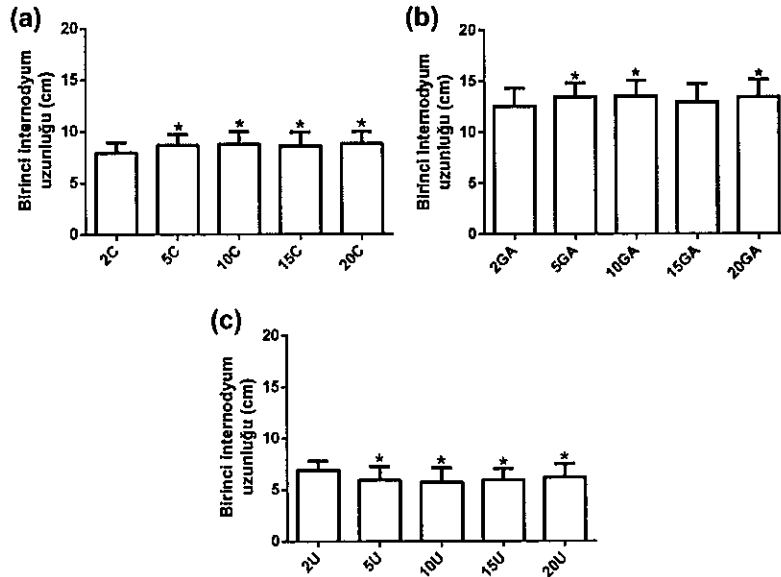 (a)
Birinci internodyum
uzunluğu (cm)
20
15
10
5
0
* * * *
2C 5C 10C 15C 20C
(b)
Birinci internodyum
uzunluğu (cm)
20
15
10
5
0
* * *
2GA 5GA 10GA 15GA 20GA
(c)
Birinci internodyum
uzunluğu (cm)
20
15
10
5
0
* * * *
2U 5U 10U 15U 20U